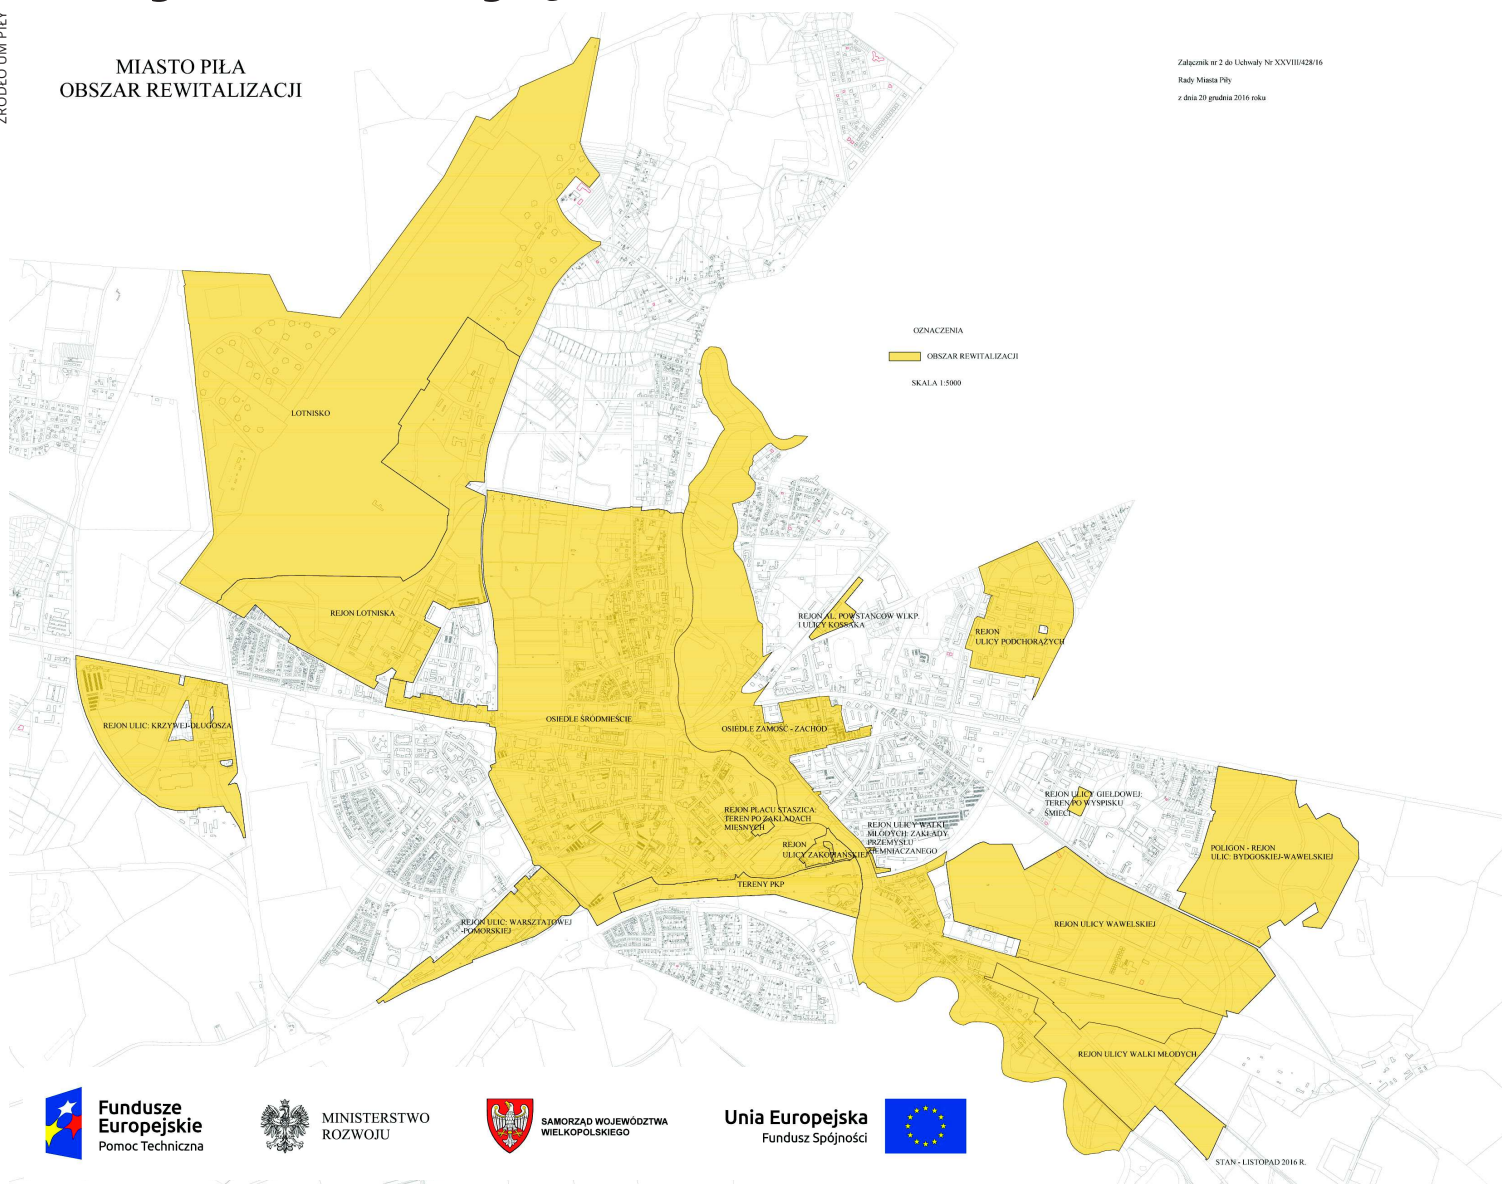 ŹRÓDŁO UM PIŁY
MIASTO PIŁA
OBSZAR REWITALIZACJI
Załącznik nr 2 do Uchwały Nr XXVIII/428/16
Rady Miasta Piły
z dnia 20 grudnia 2016 roku
OZNACZENIA
OBSZAR REWITALIZACJI
SKALA 1:5000
LOTNISKO
REJON LOTNISKA
REJON AL. POWSTAŃCÓW WLKP.
I ULICY KOSSAKA
REJON
ULICY PODCHORĄŻYCH
REJON ULIC: KRZYWEJ-DŁUGOSZA
OSIEDLE ŚRÓDMIEŚCIE
OSIEDLE ZAMOŚĆ - ZACHÓD
REJON ULICY GIEŁDOWEJ:
TEREN PO WYSPISKU
ŚMIECI
REJON PLACU STASZICA:
TEREN PO ZAKŁADACH
MIĘSNYCH
REJON ULICY WALKI
MŁODYCH: ZAKŁADY
PRZEMYSŁU
ZIEMNIACZANEGO
REJON
ULICY ZAKOPIAŃSKIEJ
POLIGON - REJON
ULIC: BYDGOSKIEJ-WAWELSKIEJ
TERENY PKP
REJON ULIC: WARSZTATOWEJ
-POMORSKIEJ
REJON ULICY WAWELSKIEJ
REJON ULICY WALKI MŁODYCH
Fundusze
Europejskie
Pomoc Techniczna
MINISTERSTWO
ROZWOJU
SAMORZĄD WOJEWÓDZTWA
WIELKOPOLSKIEGO
Unia Europejska
Fundusz Spójności
STAN - LISTOPAD 2016 R.